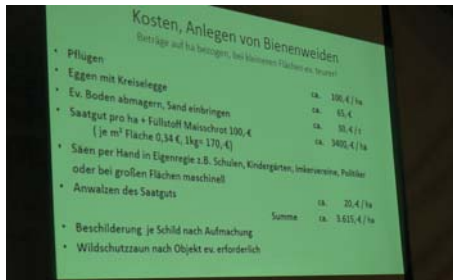 Kosten, Anlegen von Bienenweiden
Beträge auf ha bezogen, bei kleineren Flächen ev. teurer!
• Pflügen ca. 100,-€ / ha
• Eggen mit Kreiselegge ca. 65,-€
• Ev. Boden abmagern, Sand einbringen ca. 30,-€ / t
• Saatgut pro ha + Füllstoff Maisschrot 100,-€ ca. 3400,-€ / ha
( je m² Fläche 0,34 €, 1kg= 170,-€)
• Säen per Hand in Eigenregie z.B. Schulen, Kindergärten, Imkervereine, Politiker
oder bei großen Flächen maschinell
• Anwalzen des Saatguts ca. 20,-€ / ha
Summe ca. 3.615,-€ / ha
• Beschilderung je Schild nach Aufmachung
• Wildschutzzaun nach Objekt ev. erforderlich